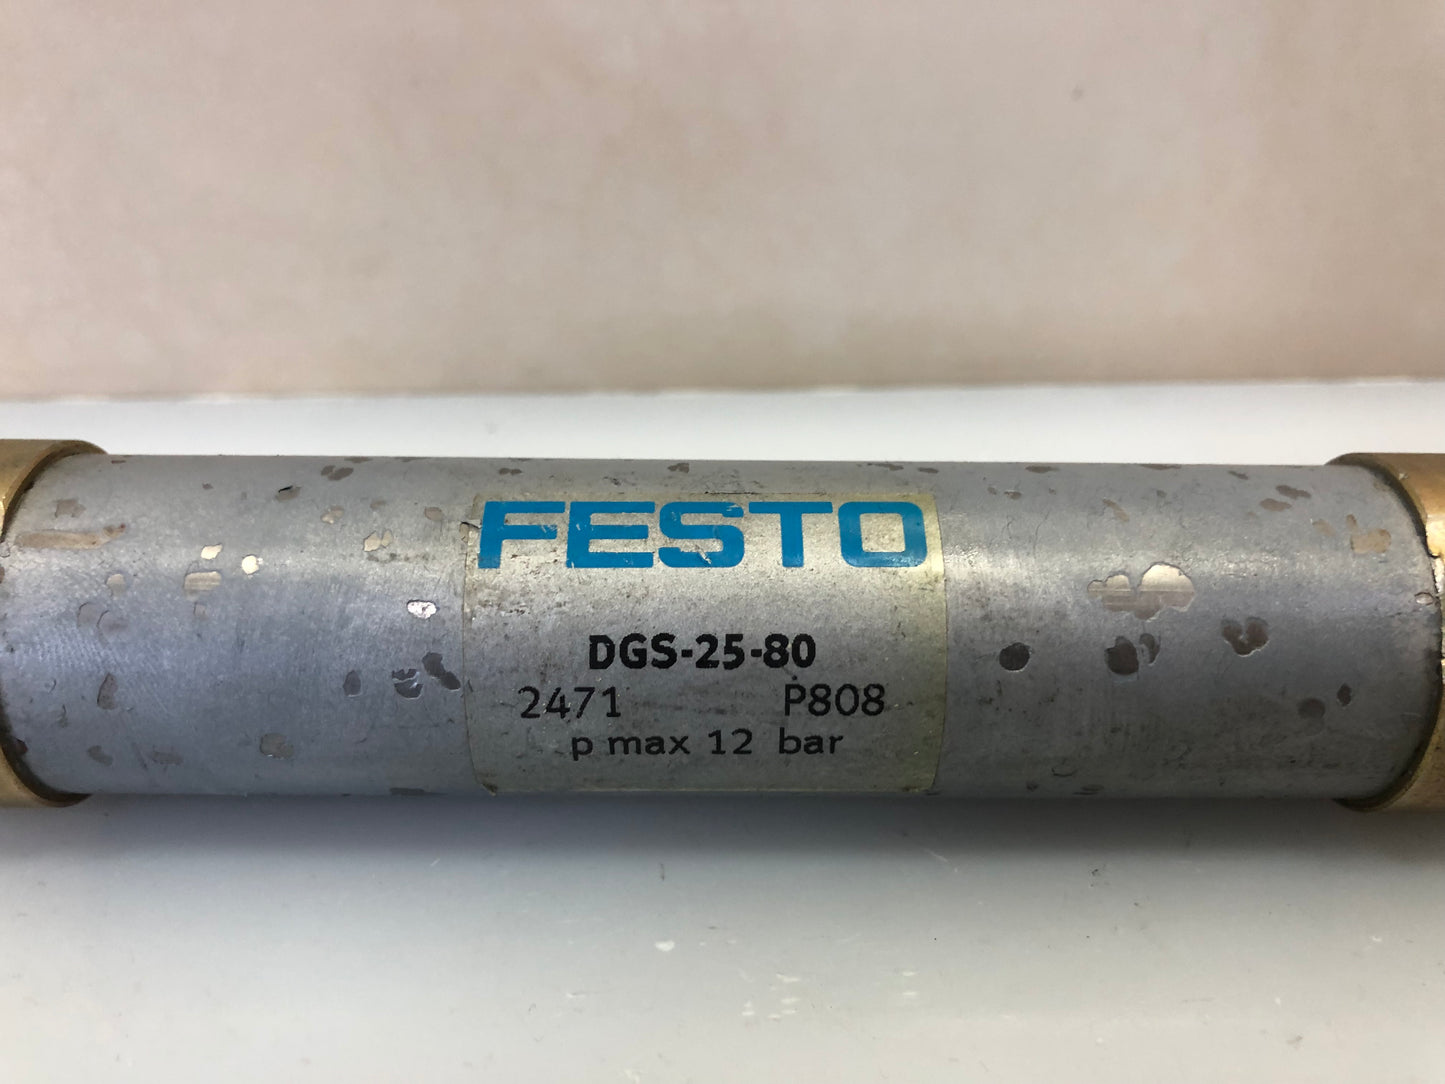 FESTO
DGS-25-80
2471 P808
p max 12 bar